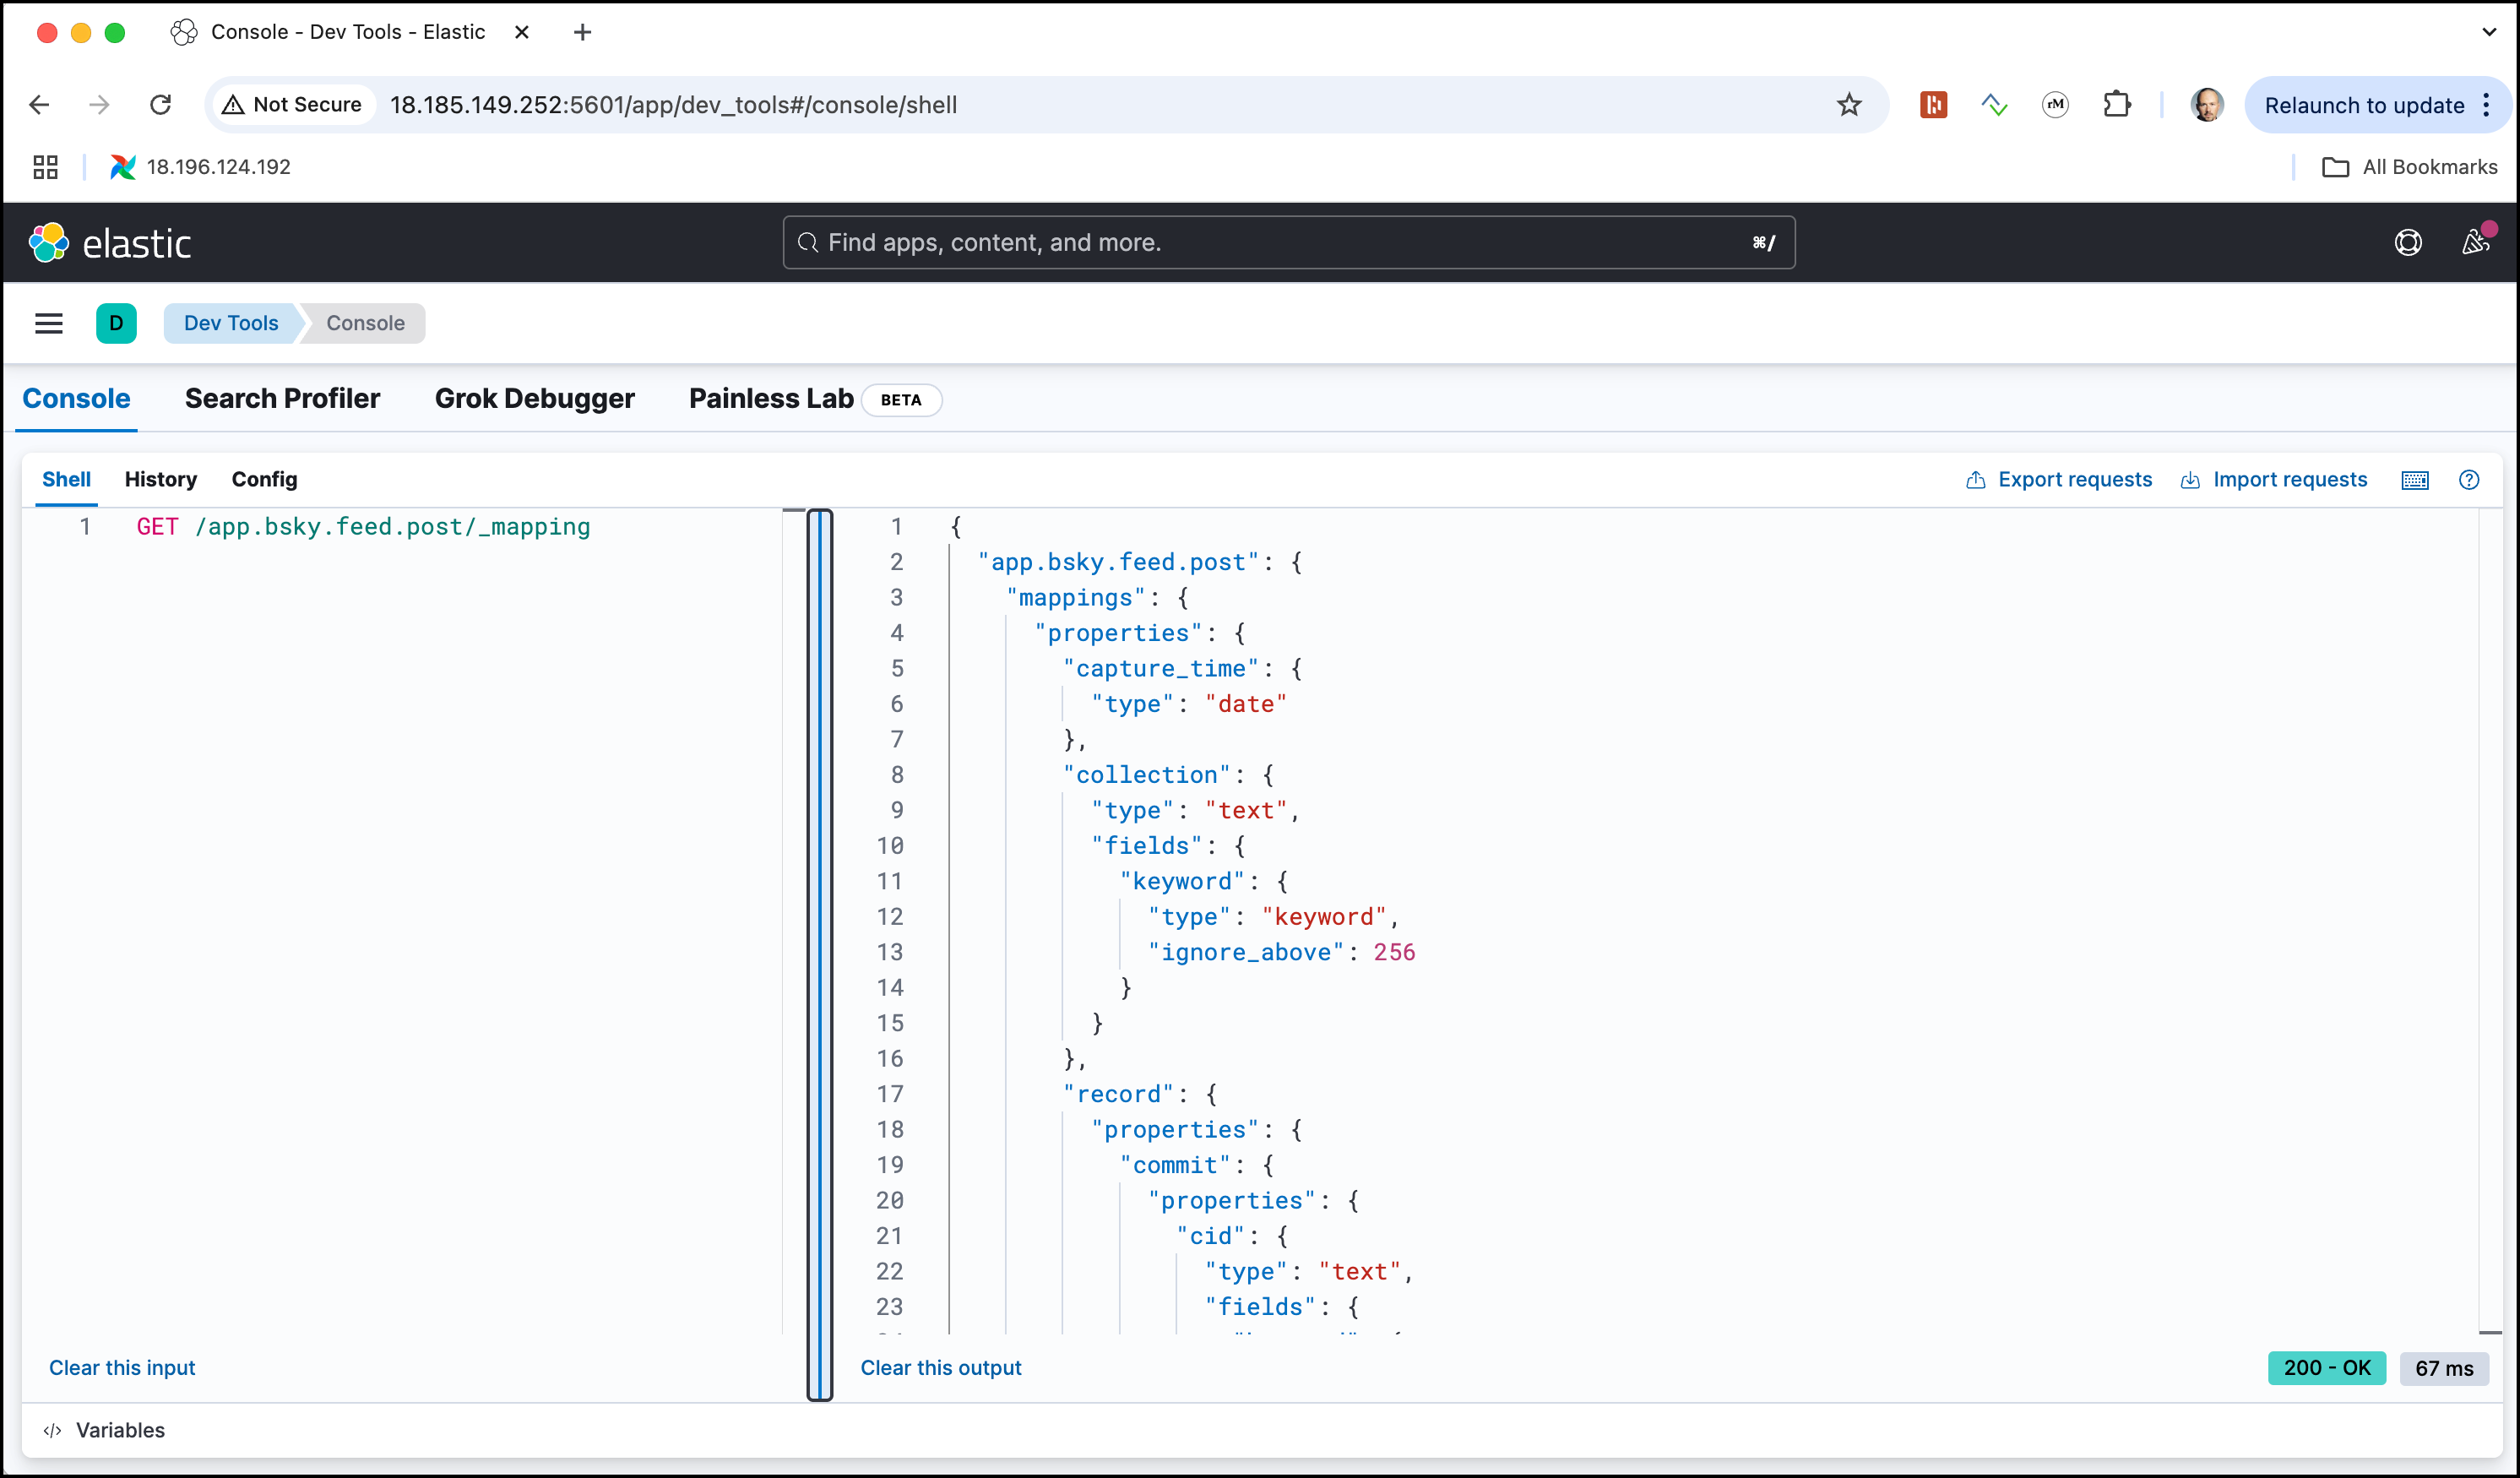 Console - Dev Tools - Elastic
Not Secure 18.185.149.252:5601/app/dev_tools#/console/shell
rM
Relaunch to update
18.196.124.192
All Bookmarks
elastic
Find apps, content, and more.
⌘/
D
Dev Tools
Console
Console
Search Profiler
Grok Debugger
Painless Lab
BETA
Shell
History
Config
Export requests
Import requests
1 GET /app.bsky.feed.post/_mapping
1 {
2 "app.bsky.feed.post": {
3 "mappings": {
4 "properties": {
5 "capture_time": {
6 "type": "date"
7 },
8 "collection": {
9 "type": "text",
10 "fields": {
11 "keyword": {
12 "type": "keyword",
13 "ignore_above": 256
14 }
15 }
16 },
17 "record": {
18 "properties": {
19 "commit": {
20 "properties": {
21 "cid": {
22 "type": "text",
23 "fields": {
Clear this input
Clear this output
200 - OK
67 ms
</> Variables